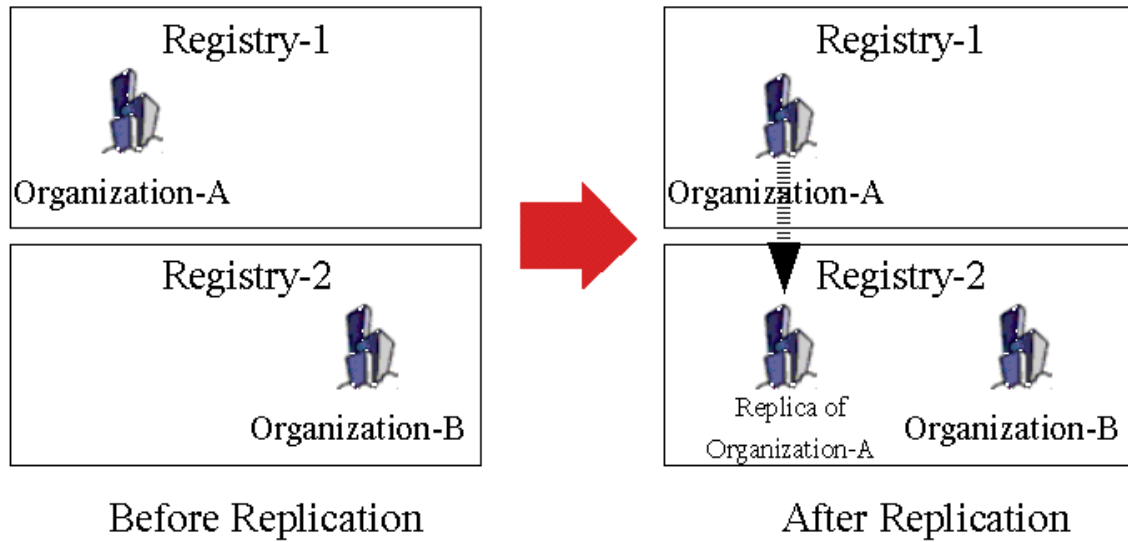 Registry-1
Organization-A
Registry-2
Organization-B
Before Replication
Registry-1
Organization-A
Registry-2
Replica of
Organization-A
Organization-B
After Replication